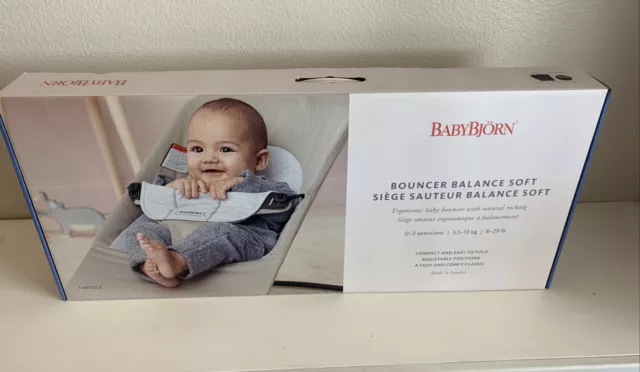 BABYBJÖRN
BABYBJÖRN
BOUNCER BALANCE SOFT
SIÈGE SAUTEUR BALANCE SOFT
Ergonomic baby bouncer with natural rocking
Siège sauteur ergonomique à balancement
0–2 years/ans | 3.5–13 kg | 8–29 lb
COMPACT AND EASY TO FOLD
ADJUSTABLE POSITIONS
A COSY AND COMFY CLASSIC
Made in Sweden